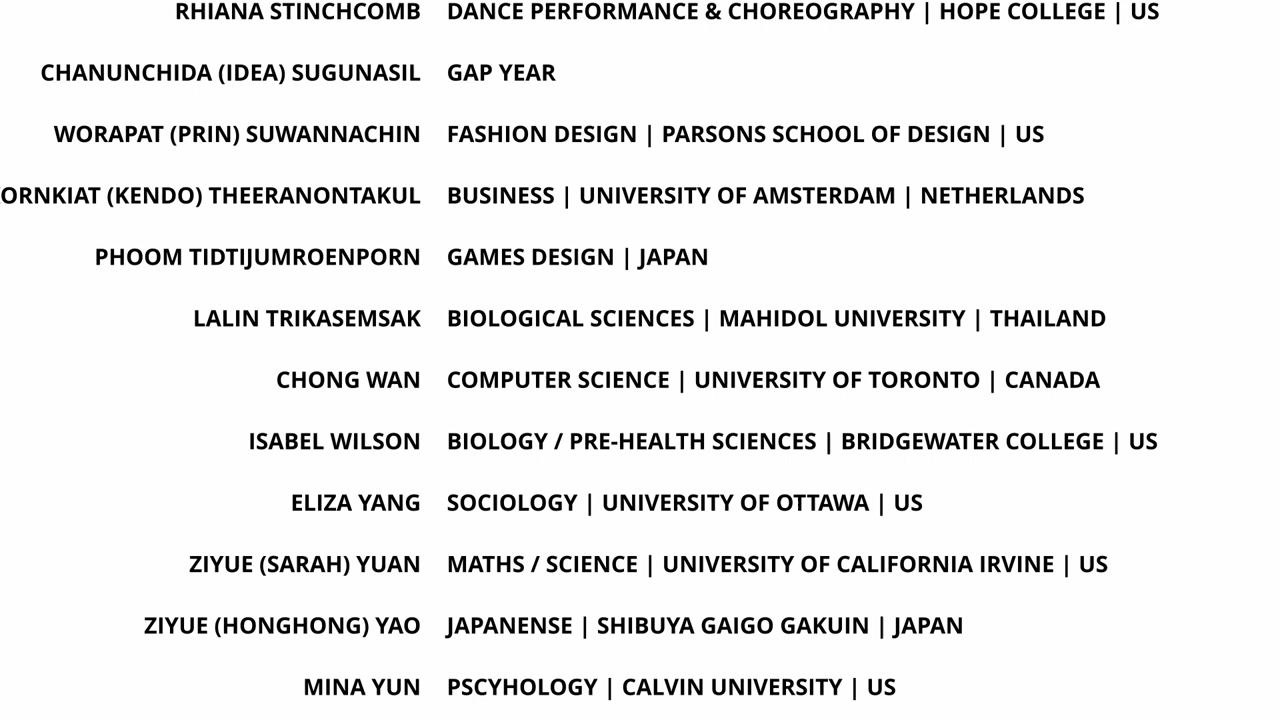 RHIANA STINCHCOMB DANCE PERFORMANCE & CHOREOGRAPHY | HOPE COLLEGE | US
CHANUNCHIDA (IDEA) SUGUNASIL GAP YEAR
WORAPAT (PRIN) SUWANNACHIN FASHION DESIGN | PARSONS SCHOOL OF DESIGN | US
(KENDO) THEERANONTAKUL BUSINESS | UNIVERSITY OF AMSTERDAM | NETHERLANDS
PHOOM TIDTIJUMROENPORN GAMES DESIGN | JAPAN
LALIN TRIKASEMSAK BIOLOGICAL SCIENCES | MAHIDOL UNIVERSITY | THAILAND
CHONG WAN COMPUTER SCIENCE | UNIVERSITY OF TORONTO | CANADA
ISABEL WILSON BIOLOGY / PRE-HEALTH SCIENCES | BRIDGEWATER COLLEGE | US
ELIZA YANG SOCIOLOGY | UNIVERSITY OF OTTAWA | US
ZIYUE (SARAH) YUAN MATHS / SCIENCE | UNIVERSITY OF CALIFORNIA IRVINE | US
ZIYUE (HONGHONG) YAO JAPANENSE | SHIBUYA GAIGO GAKUIN | JAPAN
MINA YUN PSCYHOLOGY | CALVIN UNIVERSITY | US